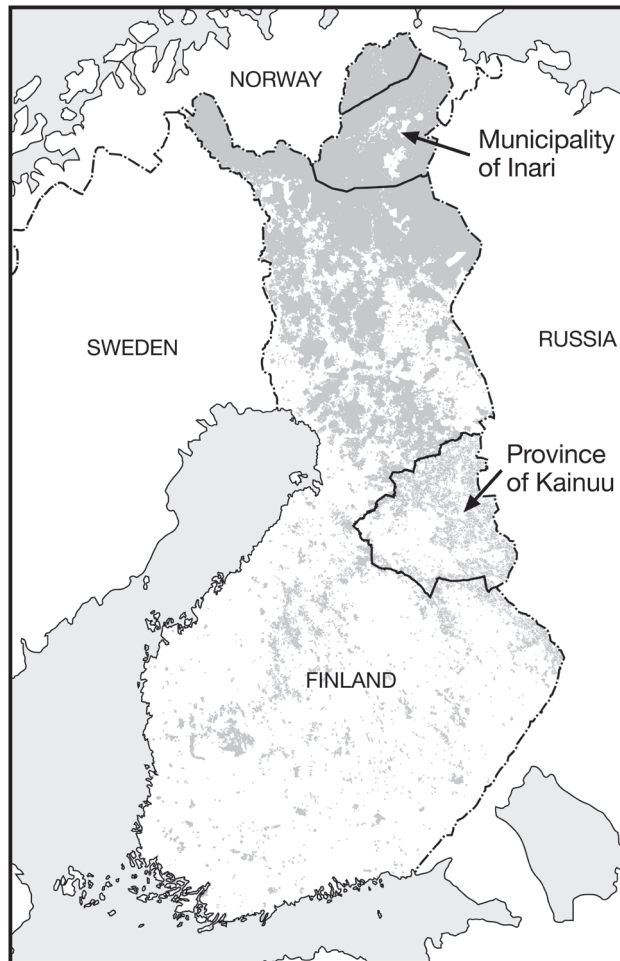 NORWAY
Municipality
of Inari
SWEDEN
RUSSIA
Province
of Kainuu
FINLAND